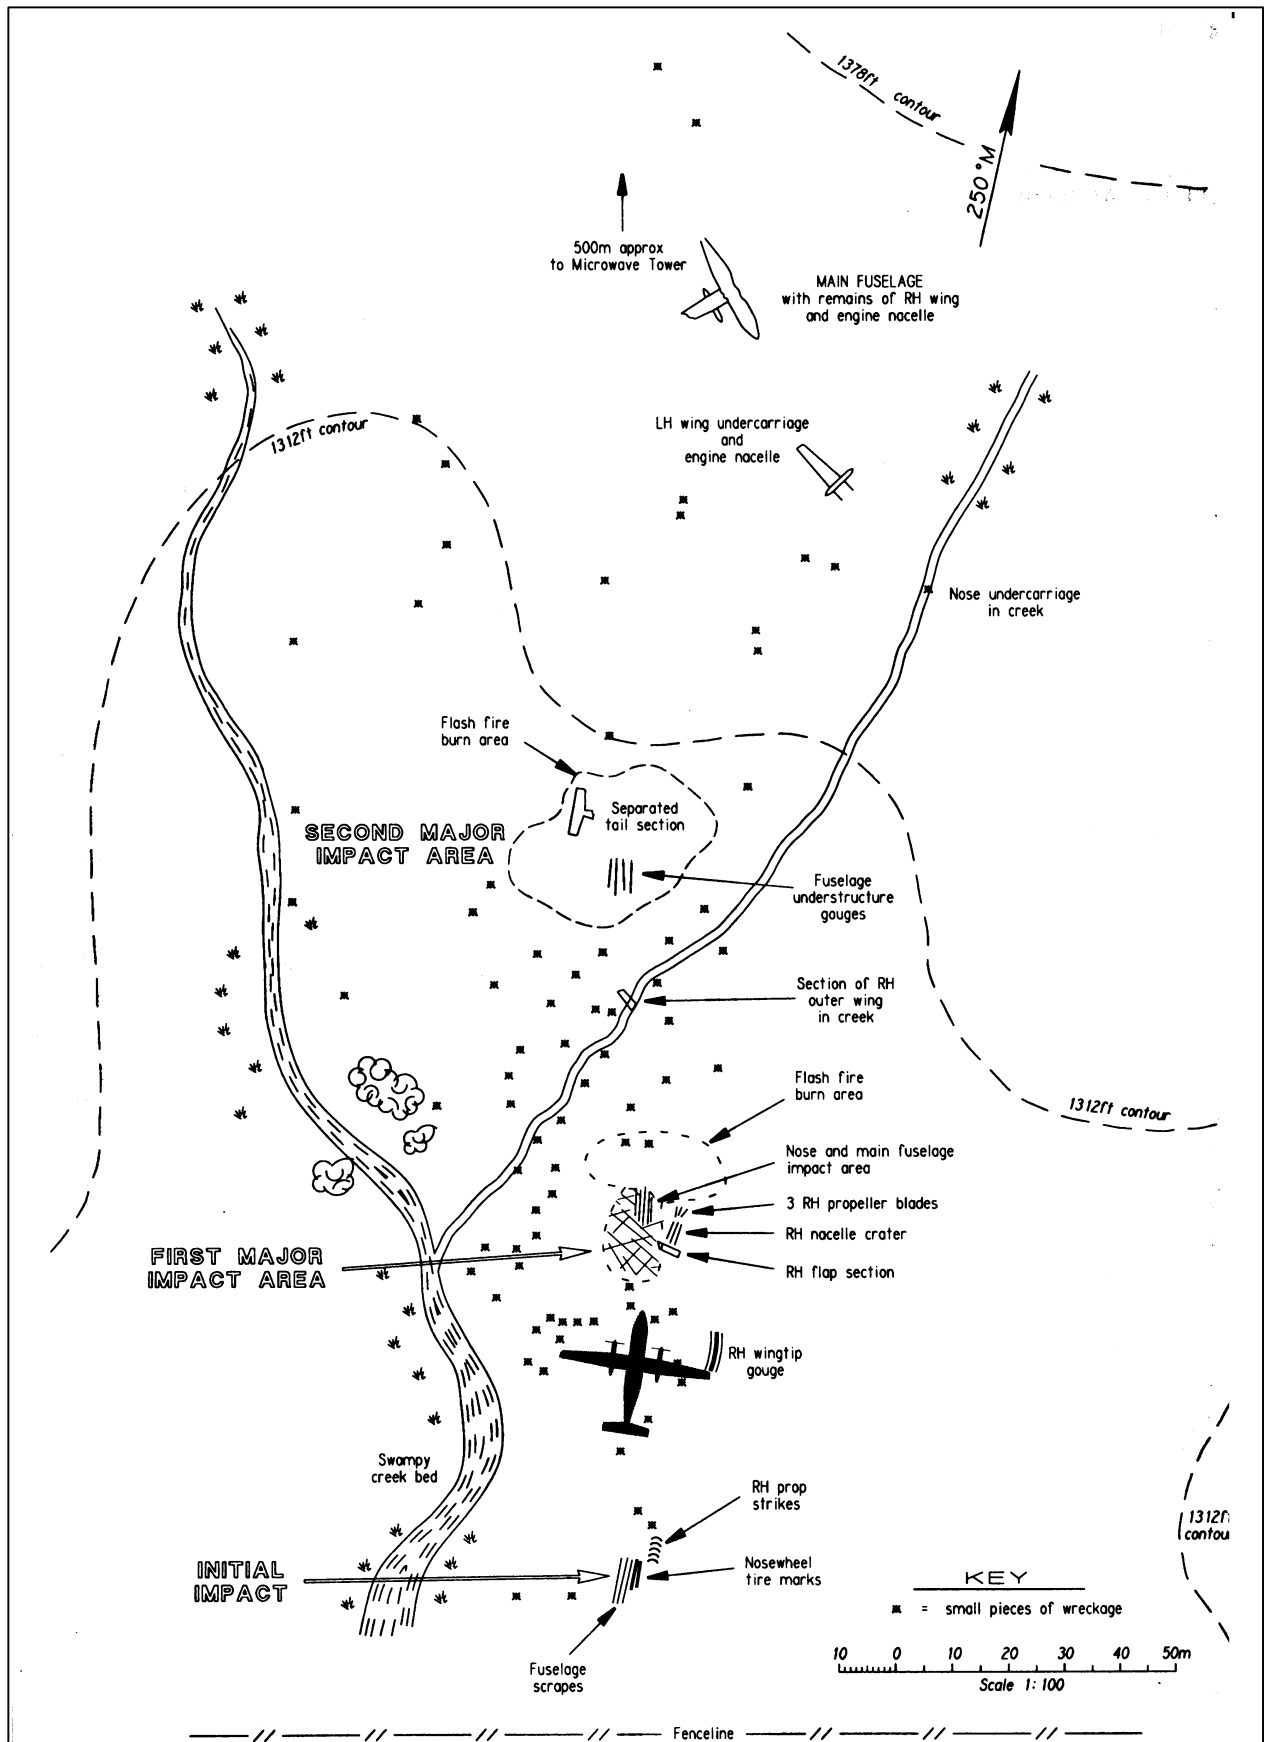 1378ft contour
250°M
500m approx
to Microwave Tower
MAIN FUSELAGE
with remains of RH wing
and engine nacelle
1312ft contour
LH wing undercarriage
and
engine nacelle
Nose undercarriage
in creek
Flash fire
burn area
Separated
tail section
SECOND MAJOR
IMPACT AREA
Fuselage
understructure
gouges
Section of RH
outer wing
in creek
Flash fire
burn area
1312ft contour
Nose and main fuselage
impact area
3 RH propeller blades
RH nacelle crater
RH flap section
FIRST MAJOR
IMPACT AREA
RH wingtip
gouge
Swampy
creek bed
RH prop
strikes
1312f
contou
INITIAL
IMPACT
Nosewheel
tire marks
KEY
= small pieces of wreckage
10 0 10 20 30 40 50m
Scale 1:100
Fuselage
scrapes
Fenceline